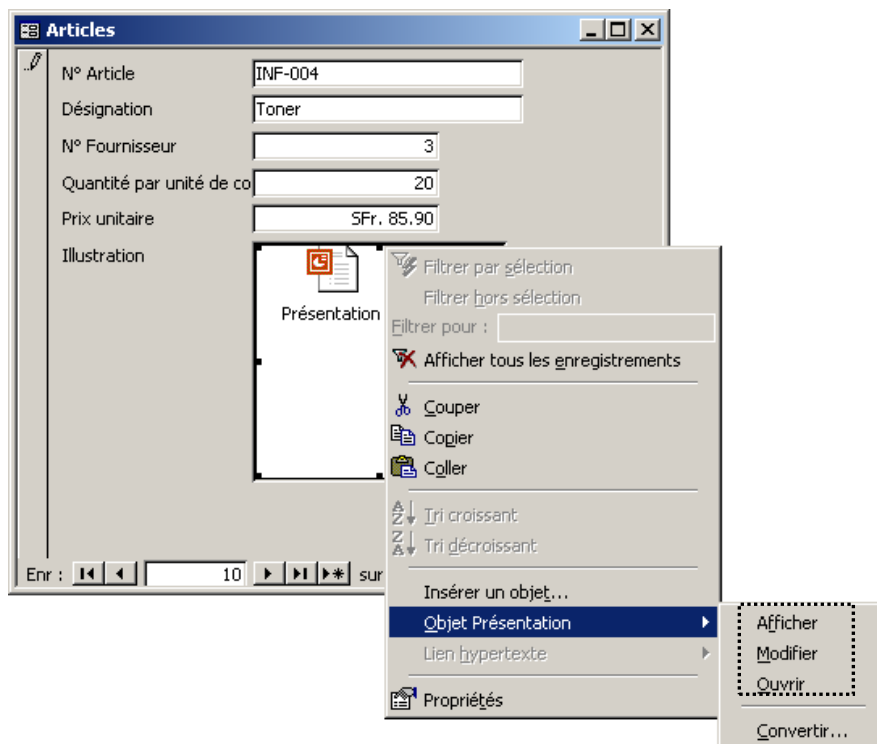 Articles
N° Article INF-004
Désignation Toner
N° Fournisseur 3
Quantité par unité de co 20
Prix unitaire SFr. 85.90
Illustration
Présentation
Filtrer par sélection
Filtrer hors sélection
Filtrer pour :
Afficher tous les enregistrements
Couper
Copier
Coller
Tri croissant
Tri décroissant
Insérer un objet...
Objet Présentation
Lien hypertexte
Propriétés
Afficher
Modifier
Ouvrir
Convertir...
Enr : 10 sur